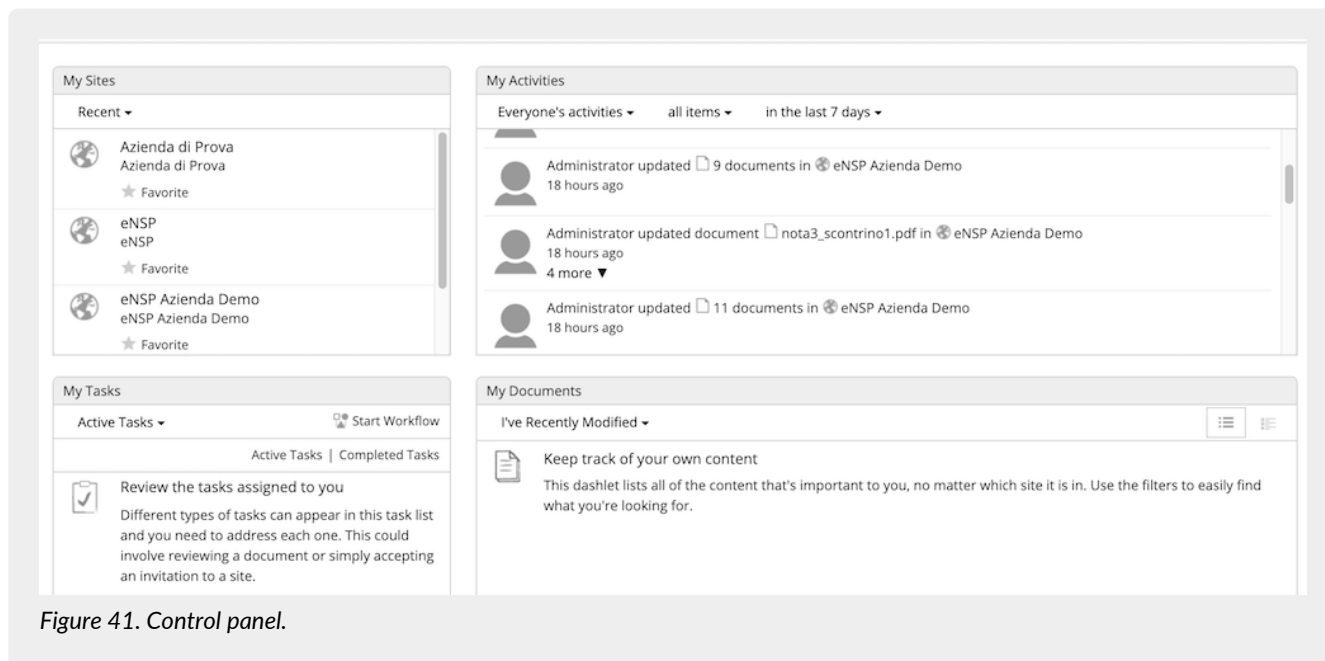 My Sites
Recent
Azienda di Prova
Azienda di Prova
Favorite
eNSP
eNSP
Favorite
eNSP Azienda Demo
eNSP Azienda Demo
Favorite
My Activities
Everyone's activities all items in the last 7 days
Administrator updated 9 documents in eNSP Azienda Demo
18 hours ago
Administrator updated document nota3_scontrino1.pdf in eNSP Azienda Demo
18 hours ago
4 more ▼
Administrator updated 11 documents in eNSP Azienda Demo
18 hours ago
My Tasks
Active Tasks Start Workflow
Active Tasks | Completed Tasks
Review the tasks assigned to you
Different types of tasks can appear in this task list
and you need to address each one. This could
involve reviewing a document or simply accepting
an invitation to a site.
My Documents
I've Recently Modified
Keep track of your own content
This dashlet lists all of the content that's important to you, no matter which site it is in. Use the filters to easily find
what you're looking for.
Figure 41. Control panel.